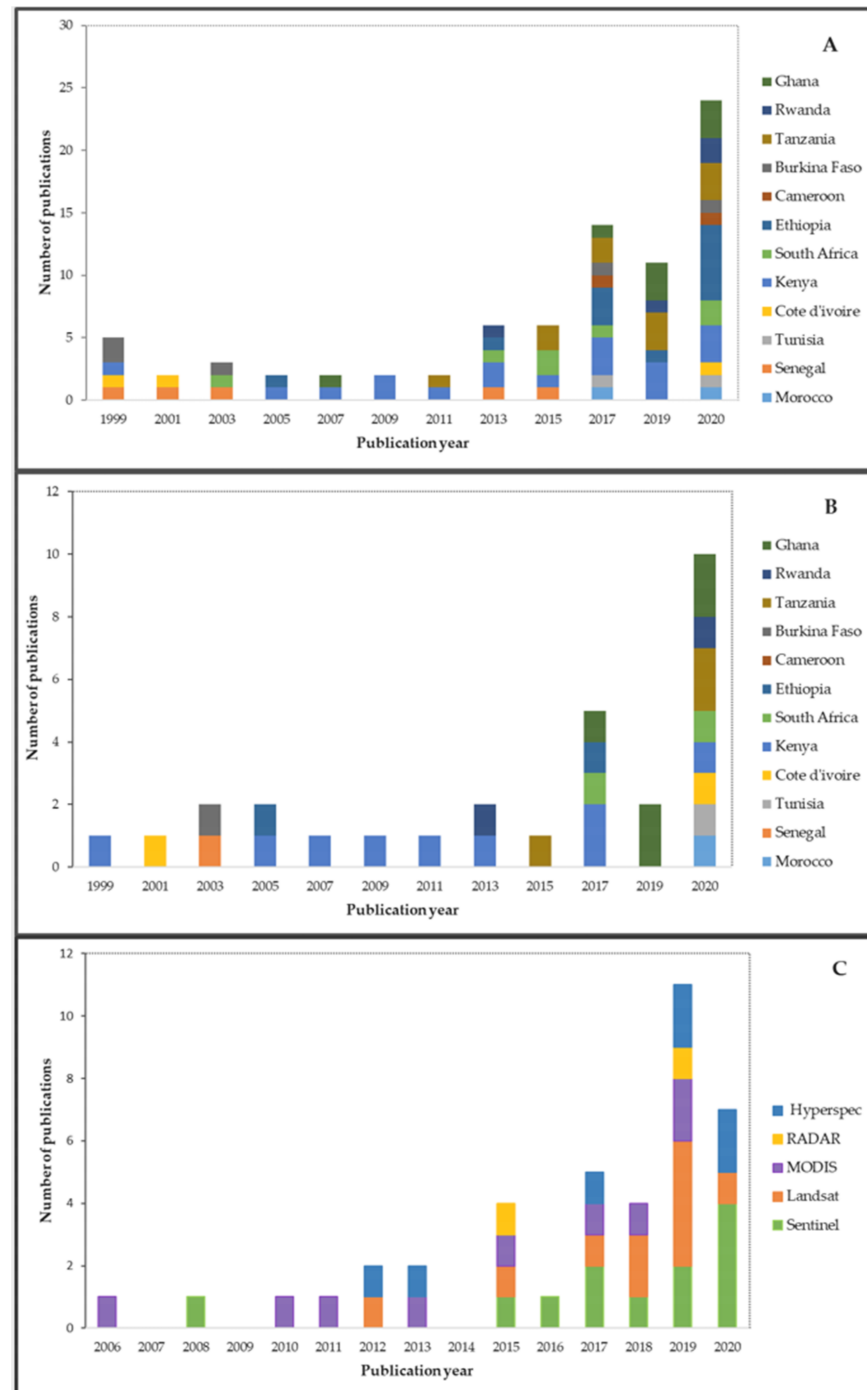 A
Number of publications
30
25
20
15
10
5
0
1999 2001 2003 2005 2007 2009 2011 2013 2015 2017 2019 2020
Publication year
Ghana
Rwanda
Tanzania
Burkina Faso
Cameroon
Ethiopia
South Africa
Kenya
Cote d'ivoire
Tunisia
Senegal
Morocco
B
Number of publications
12
10
8
6
4
2
0
1999 2001 2003 2005 2007 2009 2011 2013 2015 2017 2019 2020
Publication year
Ghana
Rwanda
Tanzania
Burkina Faso
Cameroon
Ethiopia
South Africa
Kenya
Cote d'ivoire
Tunisia
Senegal
Morocco
C
Number of publications
12
10
8
6
4
2
0
2006 2007 2008 2009 2010 2011 2012 2013 2014 2015 2016 2017 2018 2019 2020
Publication year
Hyperspec
RADAR
MODIS
Landsat
Sentinel